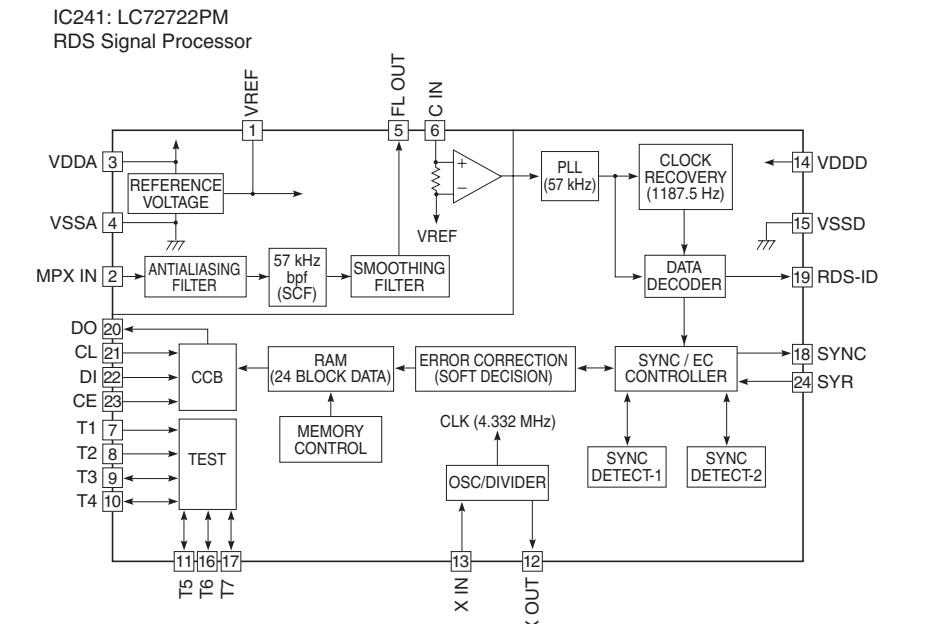 IC241: LC72722PM
RDS Signal Processor
VREF
FL OUT
C IN
1
5
6
VDDA 3
REFERENCE
VOLTAGE
VSSA 4
+
–
VREF
PLL
(57 kHz)
CLOCK
RECOVERY
(1187.5 Hz)
14 VDDD
15 VSSD
MPX IN 2
ANTIALIASING
FILTER
57 kHz
bpf
(SCF)
SMOOTHING
FILTER
DATA
DECODER
19 RDS-ID
DO 20
CL 21
DI 22
CE 23
CCB
RAM
(24 BLOCK DATA)
ERROR CORRECTION
(SOFT DECISION)
SYNC / EC
CONTROLLER
18 SYNC
24 SYR
T1 7
T2 8
T3 9
T4 10
TEST
MEMORY
CONTROL
CLK (4.332 MHz)
OSC/DIVIDER
SYNC
DETECT-1
SYNC
DETECT-2
11
16
17
13
12
T5
T6
T7
X IN
X OUT